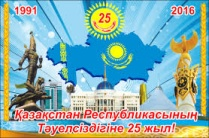 1991 2016
25
Қазақстан Республикасының
Тәуелсіздігіне 25 жыл!